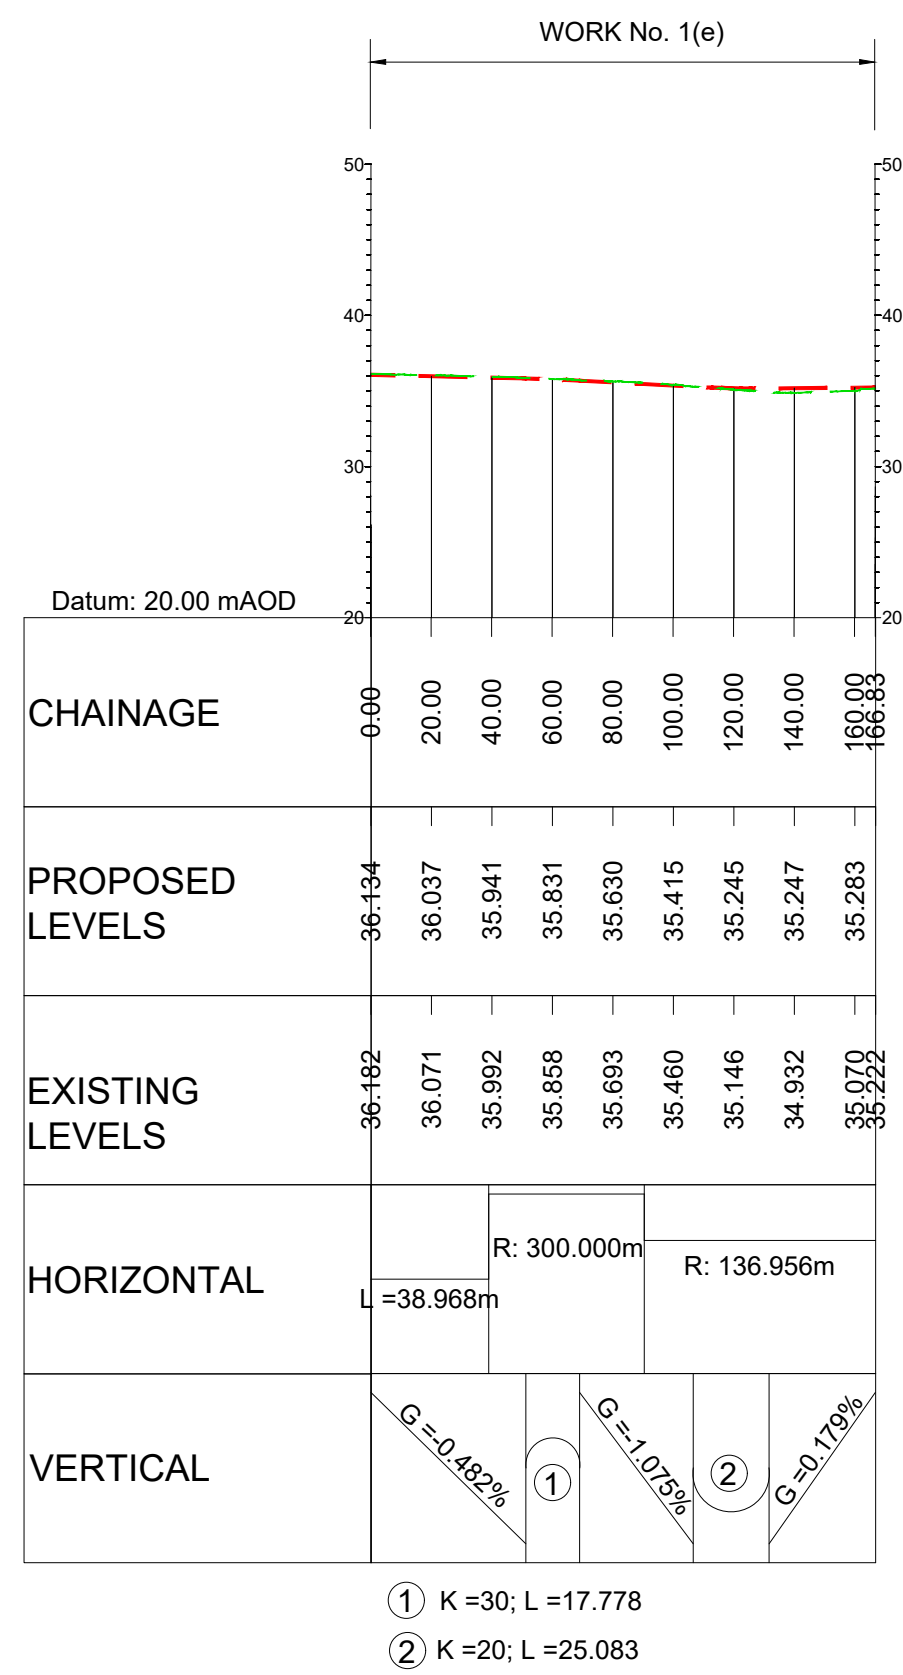 WORK No. 1(e)
50 50
40 40
30 30
Datum: 20.00 mAOD
20 20
CHAINAGE
0.00 20.00 40.00 60.00 80.00 100.00 120.00 140.00 160.00 166.83
PROPOSED
LEVELS
36.134 36.037 35.941 35.831 35.630 35.415 35.245 35.247 35.283
EXISTING
LEVELS
36.182 36.071 35.992 35.858 35.693 35.460 35.146 34.932 35.070 35.222
HORIZONTAL
L =38.968m
R: 300.000m
R: 136.956m
VERTICAL
G =-0.482%
1
G =-1.075%
2
G =0.179%
1 K =30; L =17.778
2 K =20; L =25.083